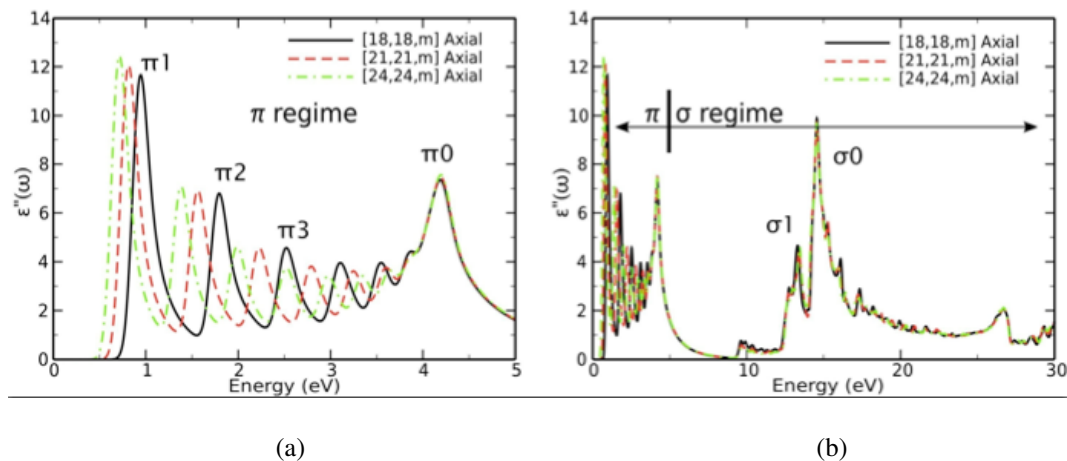 14
12
10
8
6
4
2
0
ε"(ω)
[18,18,m] Axial
[21,21,m] Axial
[24,24,m] Axial
π1
π regime
π2
π3
π0
0 1 2 3 4 5
Energy (eV)
(a)
14
12
10
8
6
4
2
0
ε"(ω)
[18,18,m] Axial
[21,21,m] Axial
[24,24,m] Axial
π σ regime
σ0
σ1
0 10 20 30
Energy (eV)
(b)